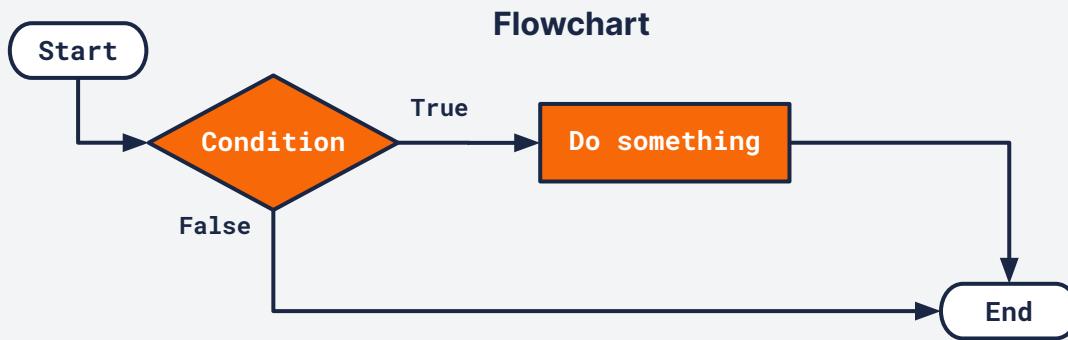 Flowchart
Start
Condition
True
Do something
False
End